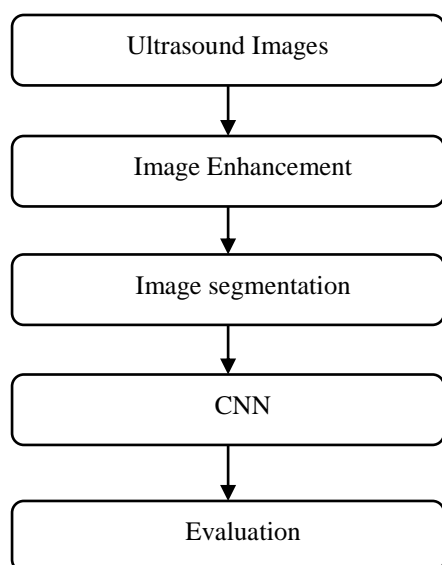 Ultrasound Images
Image Enhancement
Image segmentation
CNN
Evaluation